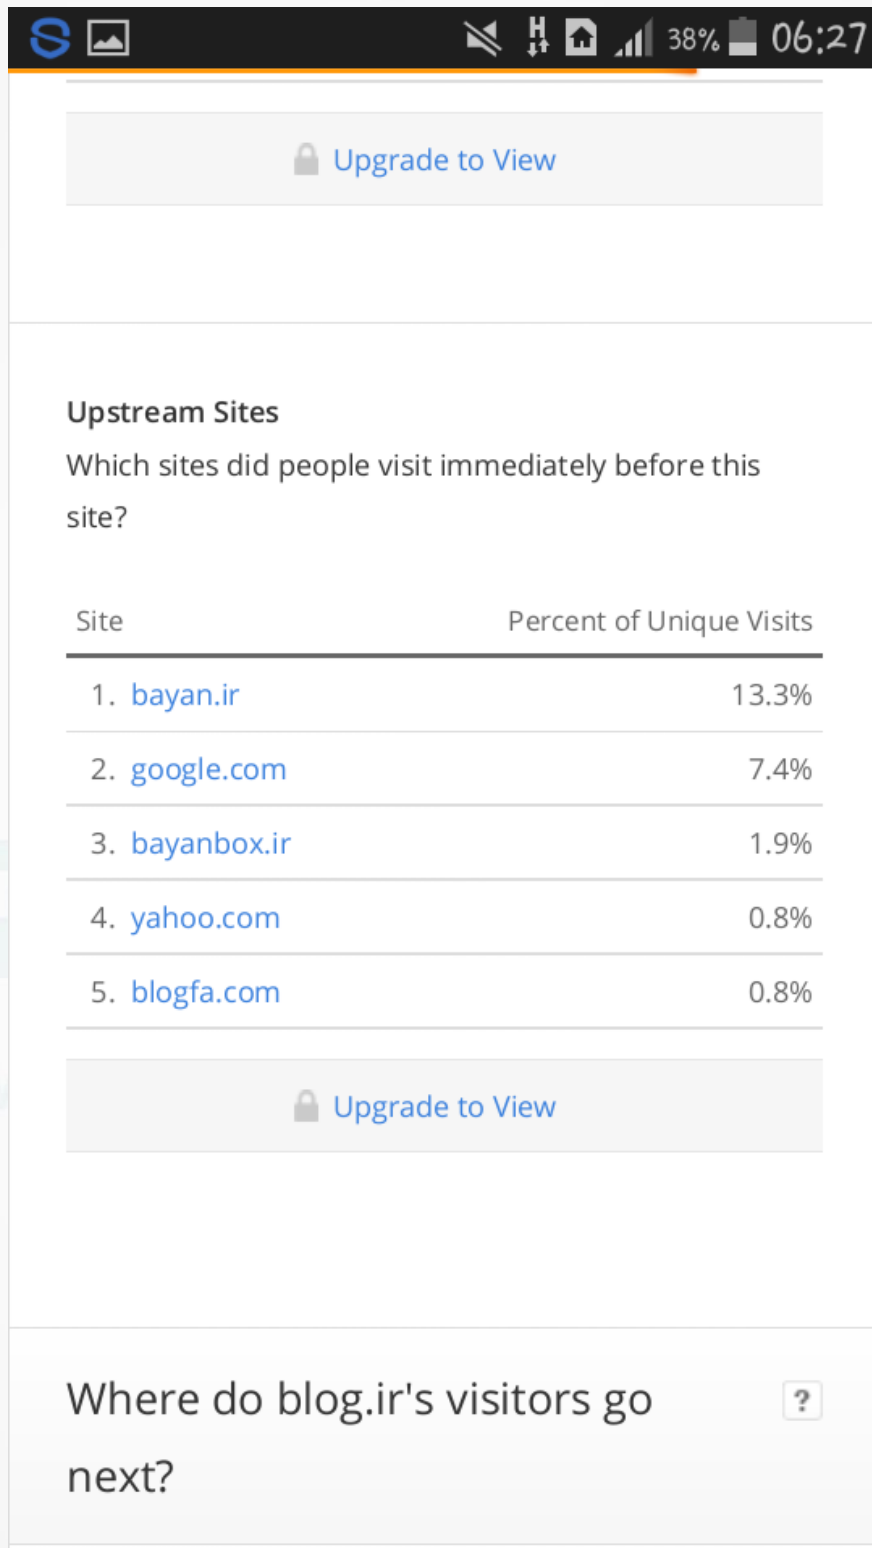 38% 06:27
Upgrade to View
Upstream Sites
Which sites did people visit immediately before this
site?
Site Percent of Unique Visits
1. bayan.ir 13.3%
2. google.com 7.4%
3. bayanbox.ir 1.9%
4. yahoo.com 0.8%
5. blogfa.com 0.8%
Upgrade to View
Where do blog.ir's visitors go ?
next?